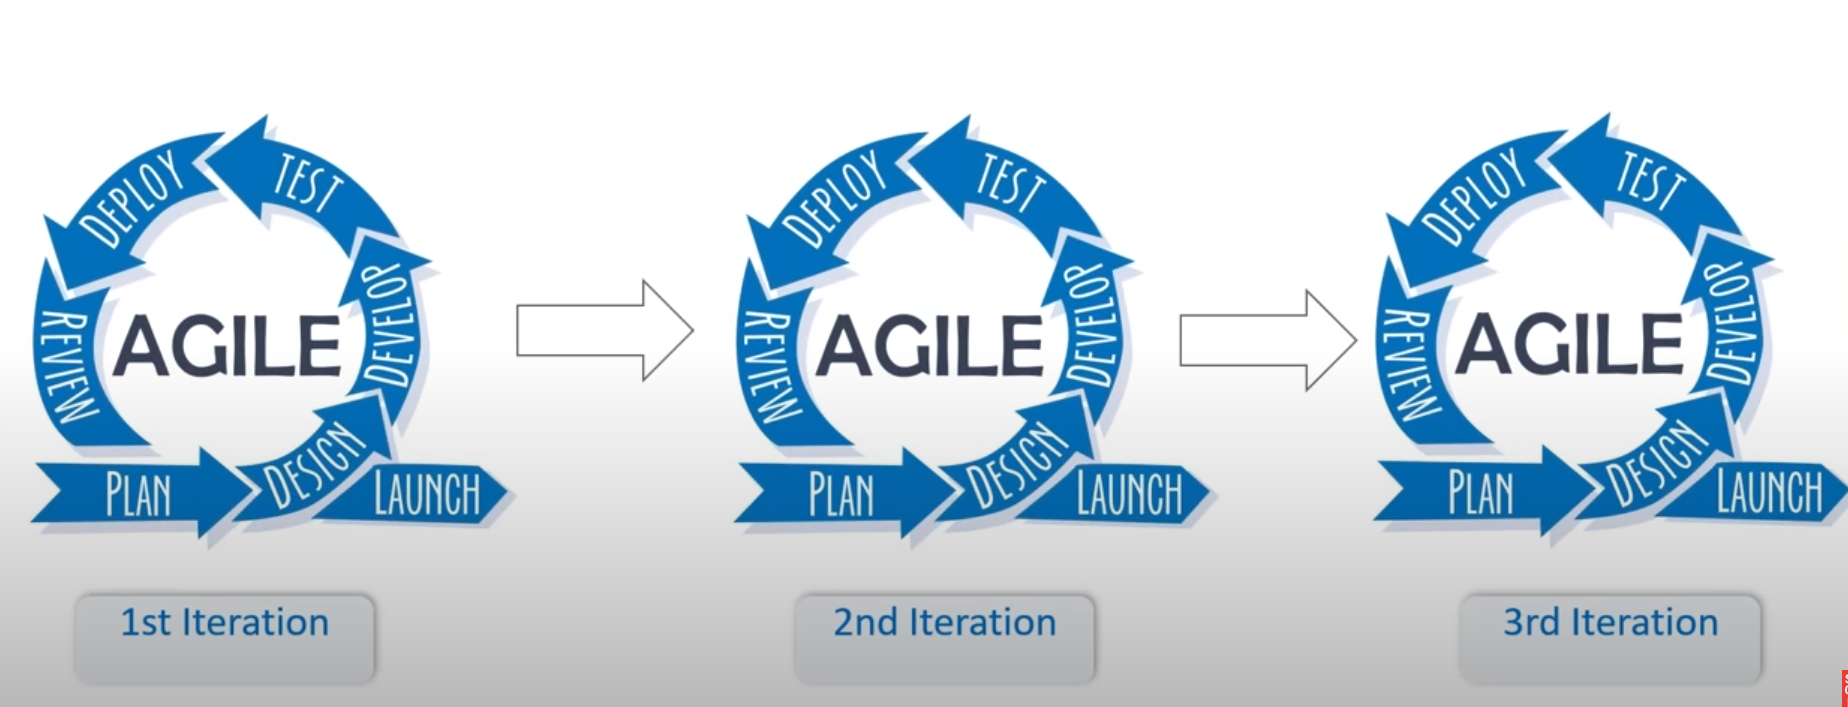 DEPLOY
TEST
REVIEW
AGILE
DEVELOP
PLAN
DESIGN
LAUNCH
1st Iteration
DEPLOY
TEST
REVIEW
AGILE
DEVELOP
PLAN
DESIGN
LAUNCH
2nd Iteration
DEPLOY
TEST
REVIEW
AGILE
DEVELOP
PLAN
DESIGN
LAUNCH
3rd Iteration